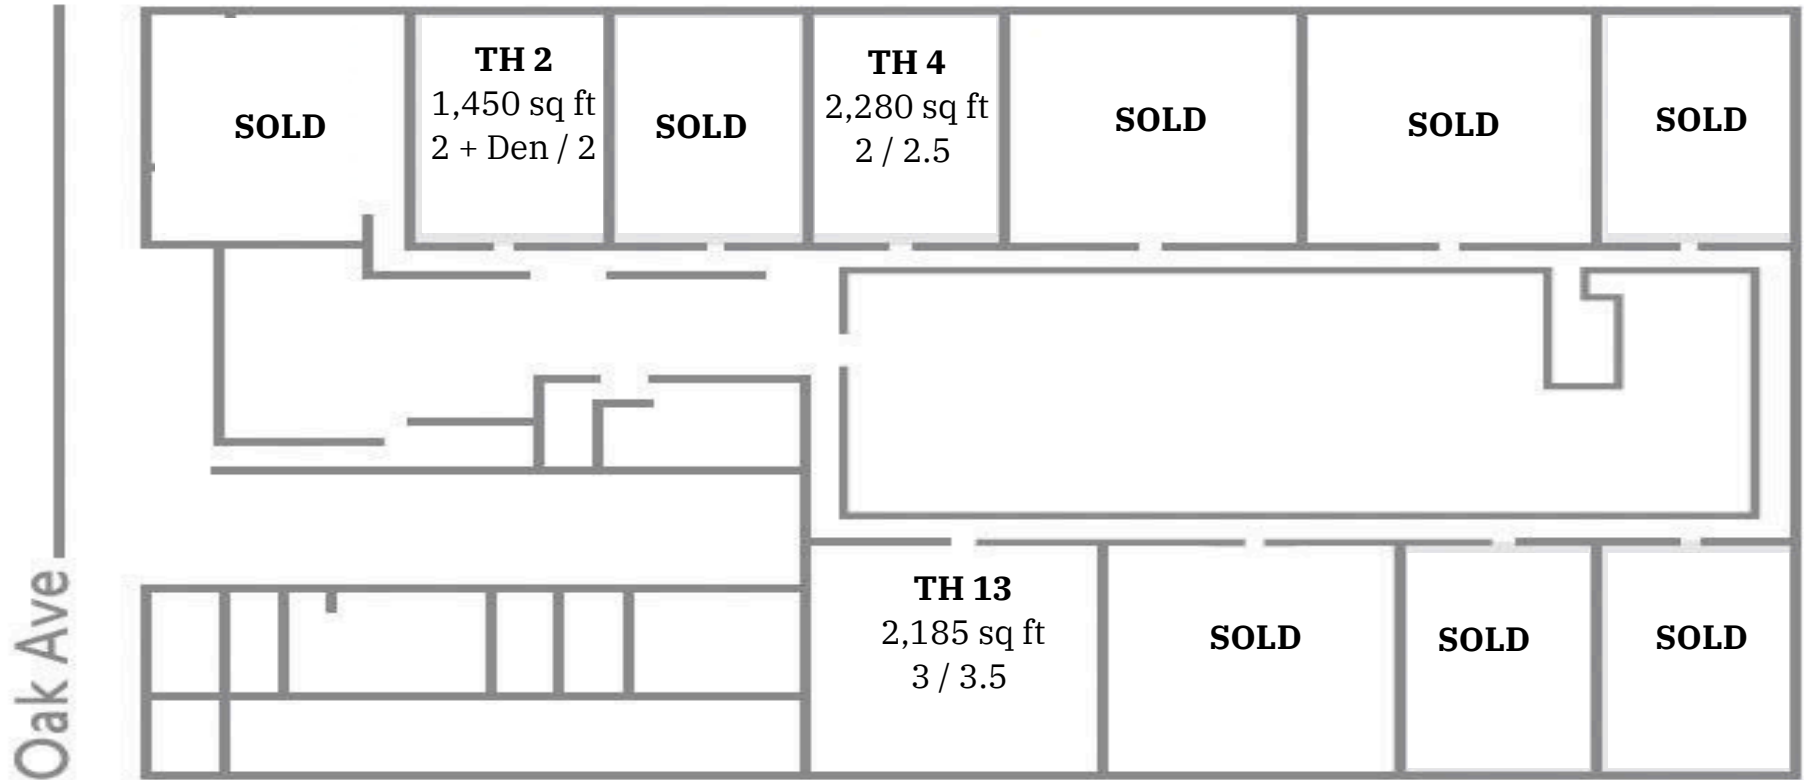 SOLD
TH 2
1,450 sq ft
2 + Den / 2
SOLD
TH 4
2,280 sq ft
2 / 2.5
SOLD
SOLD
SOLD
Oak Ave
TH 13
2,185 sq ft
3 / 3.5
SOLD
SOLD
SOLD